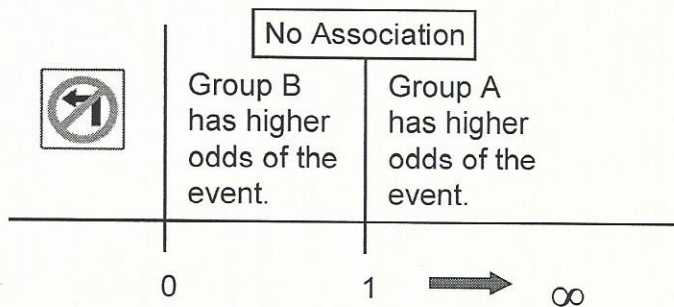 No Association
Group B
has higher
odds of the
event.
Group A
has higher
odds of the
event.
0
1
∞